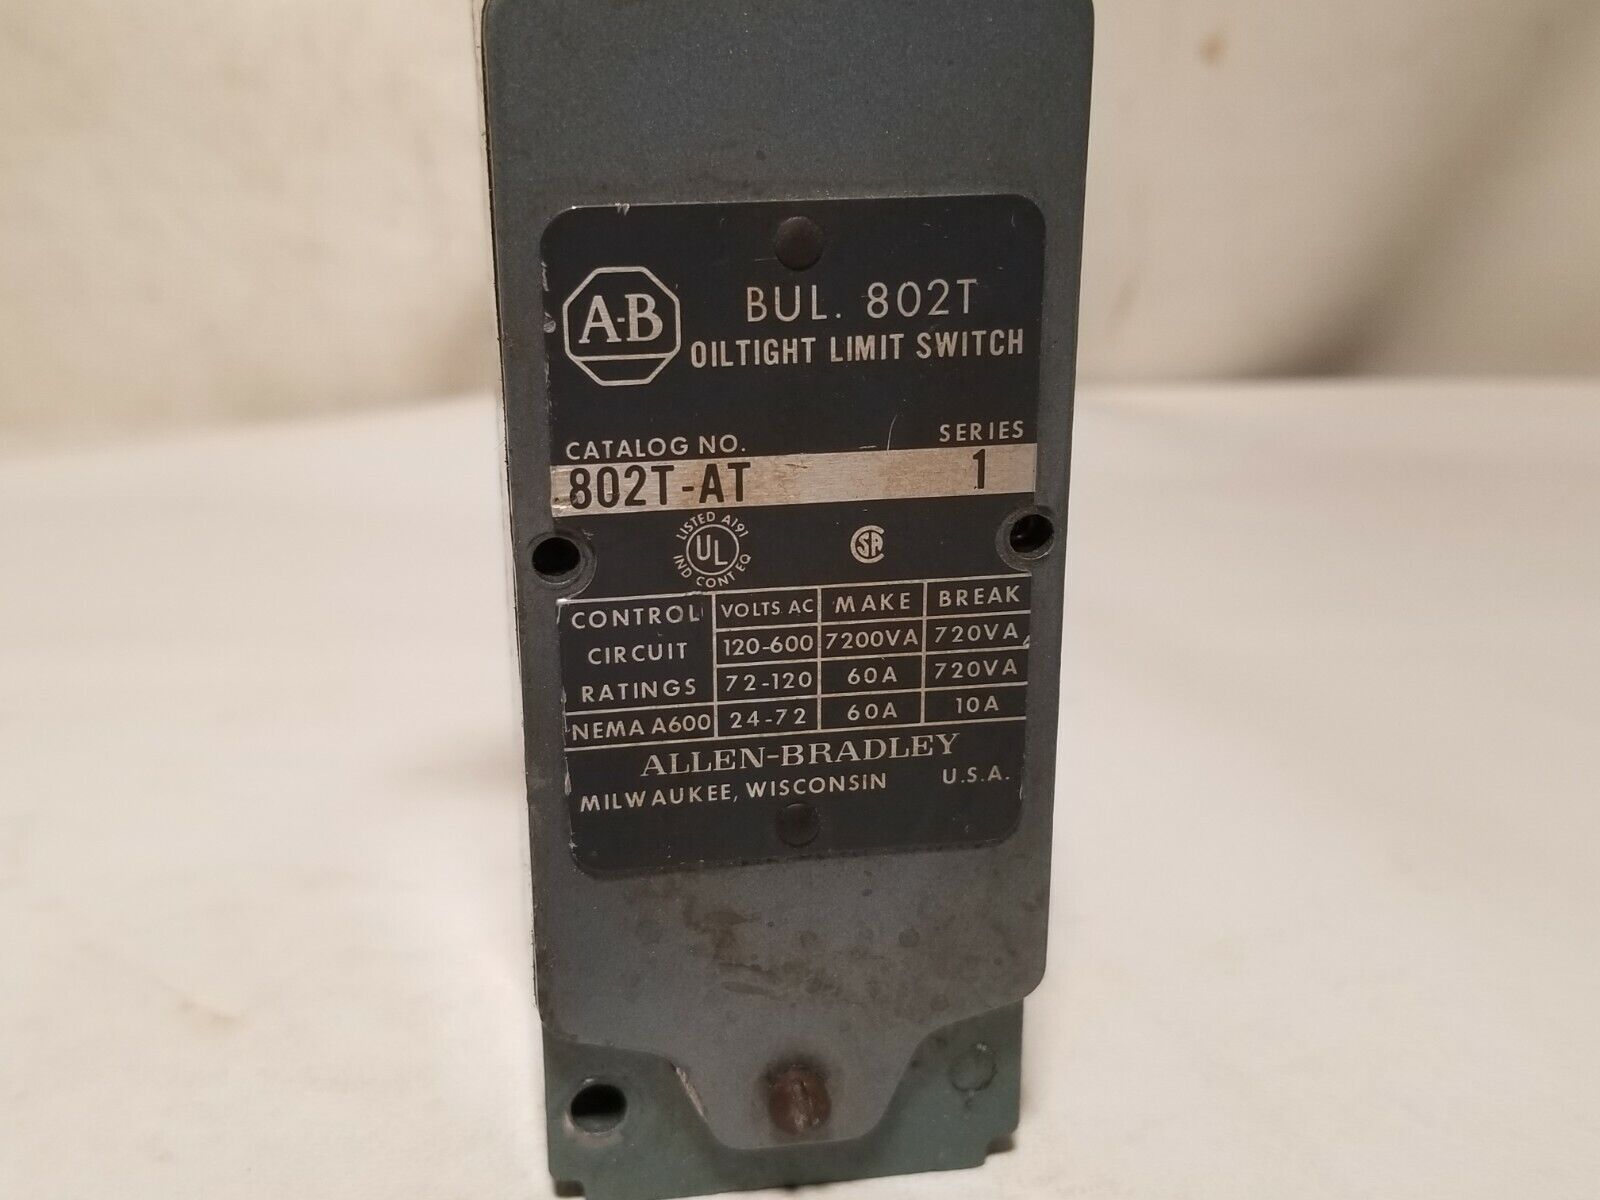 A-B
BUL. 802T
OILTIGHT LIMIT SWITCH
CATALOG NO. SERIES
802T-AT 1
LISTED A191
UL
IND CONT EQ
SA
CONTROL CIRCUIT RATINGS VOLTS AC MAKE BREAK
120-600 7200VA 720VA
72-120 60A 720VA
NEMA A600 24-72 60A 10A
ALLEN-BRADLEY
MILWAUKEE, WISCONSIN U.S.A.